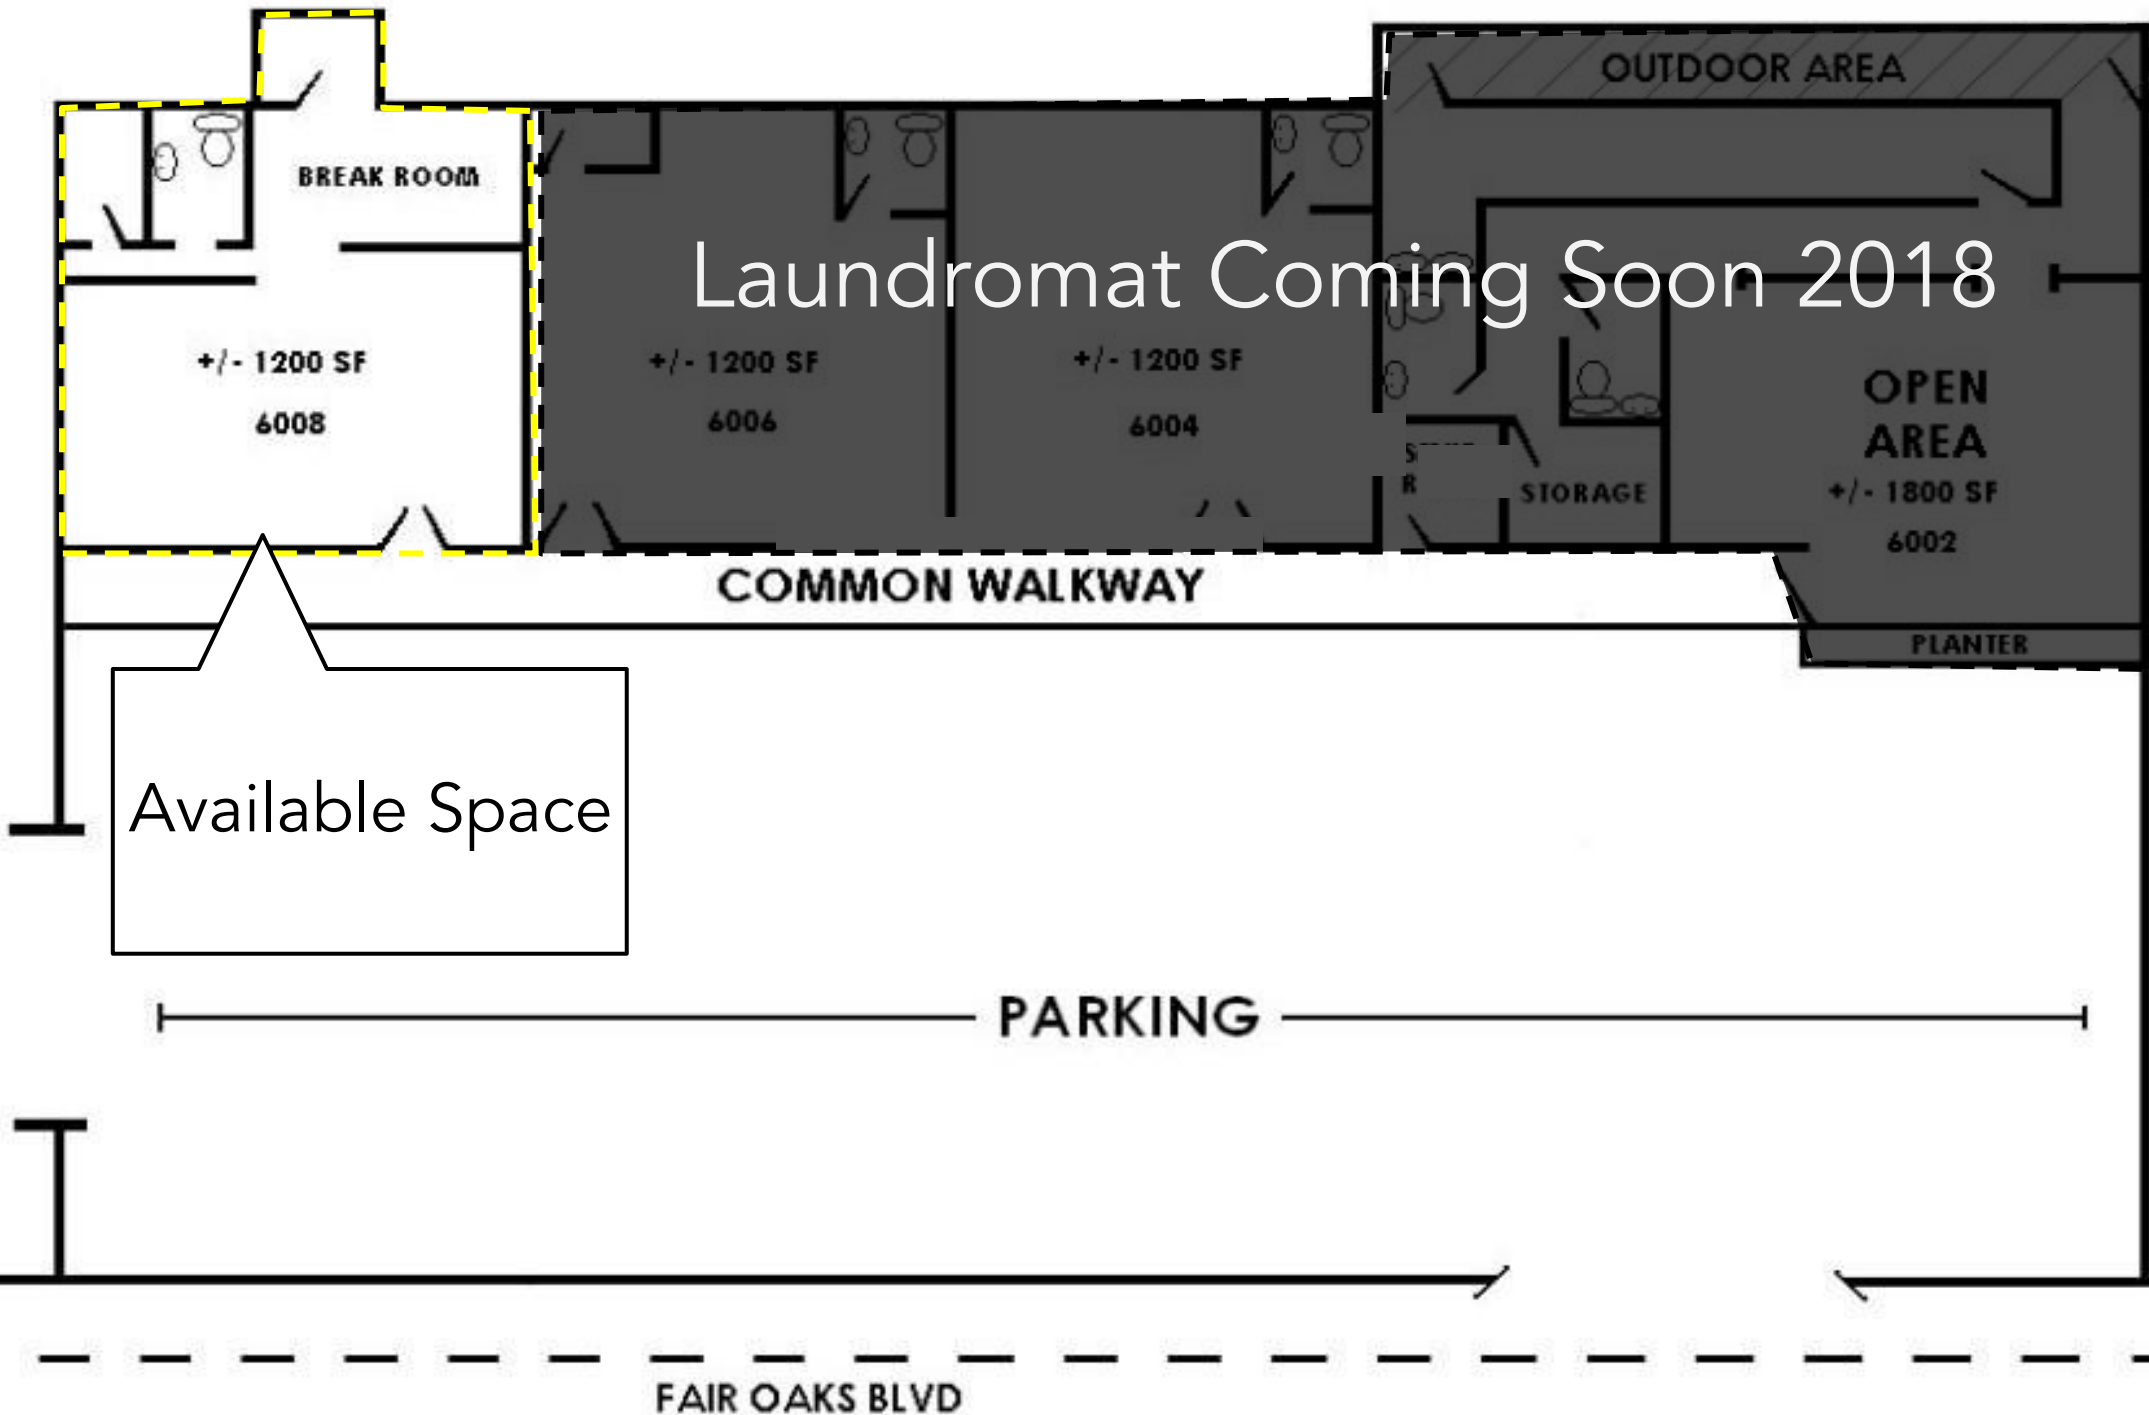 OUTDOOR AREA
BREAK ROOM
Laundromat Coming Soon 2018
+/- 1200 SF
6008
+/- 1200 SF
6006
+/- 1200 SF
6004
STORAGE
OPEN
AREA
+/- 1800 SF
6002
COMMON WALKWAY
PLANTER
Available Space
PARKING
FAIR OAKS BLVD